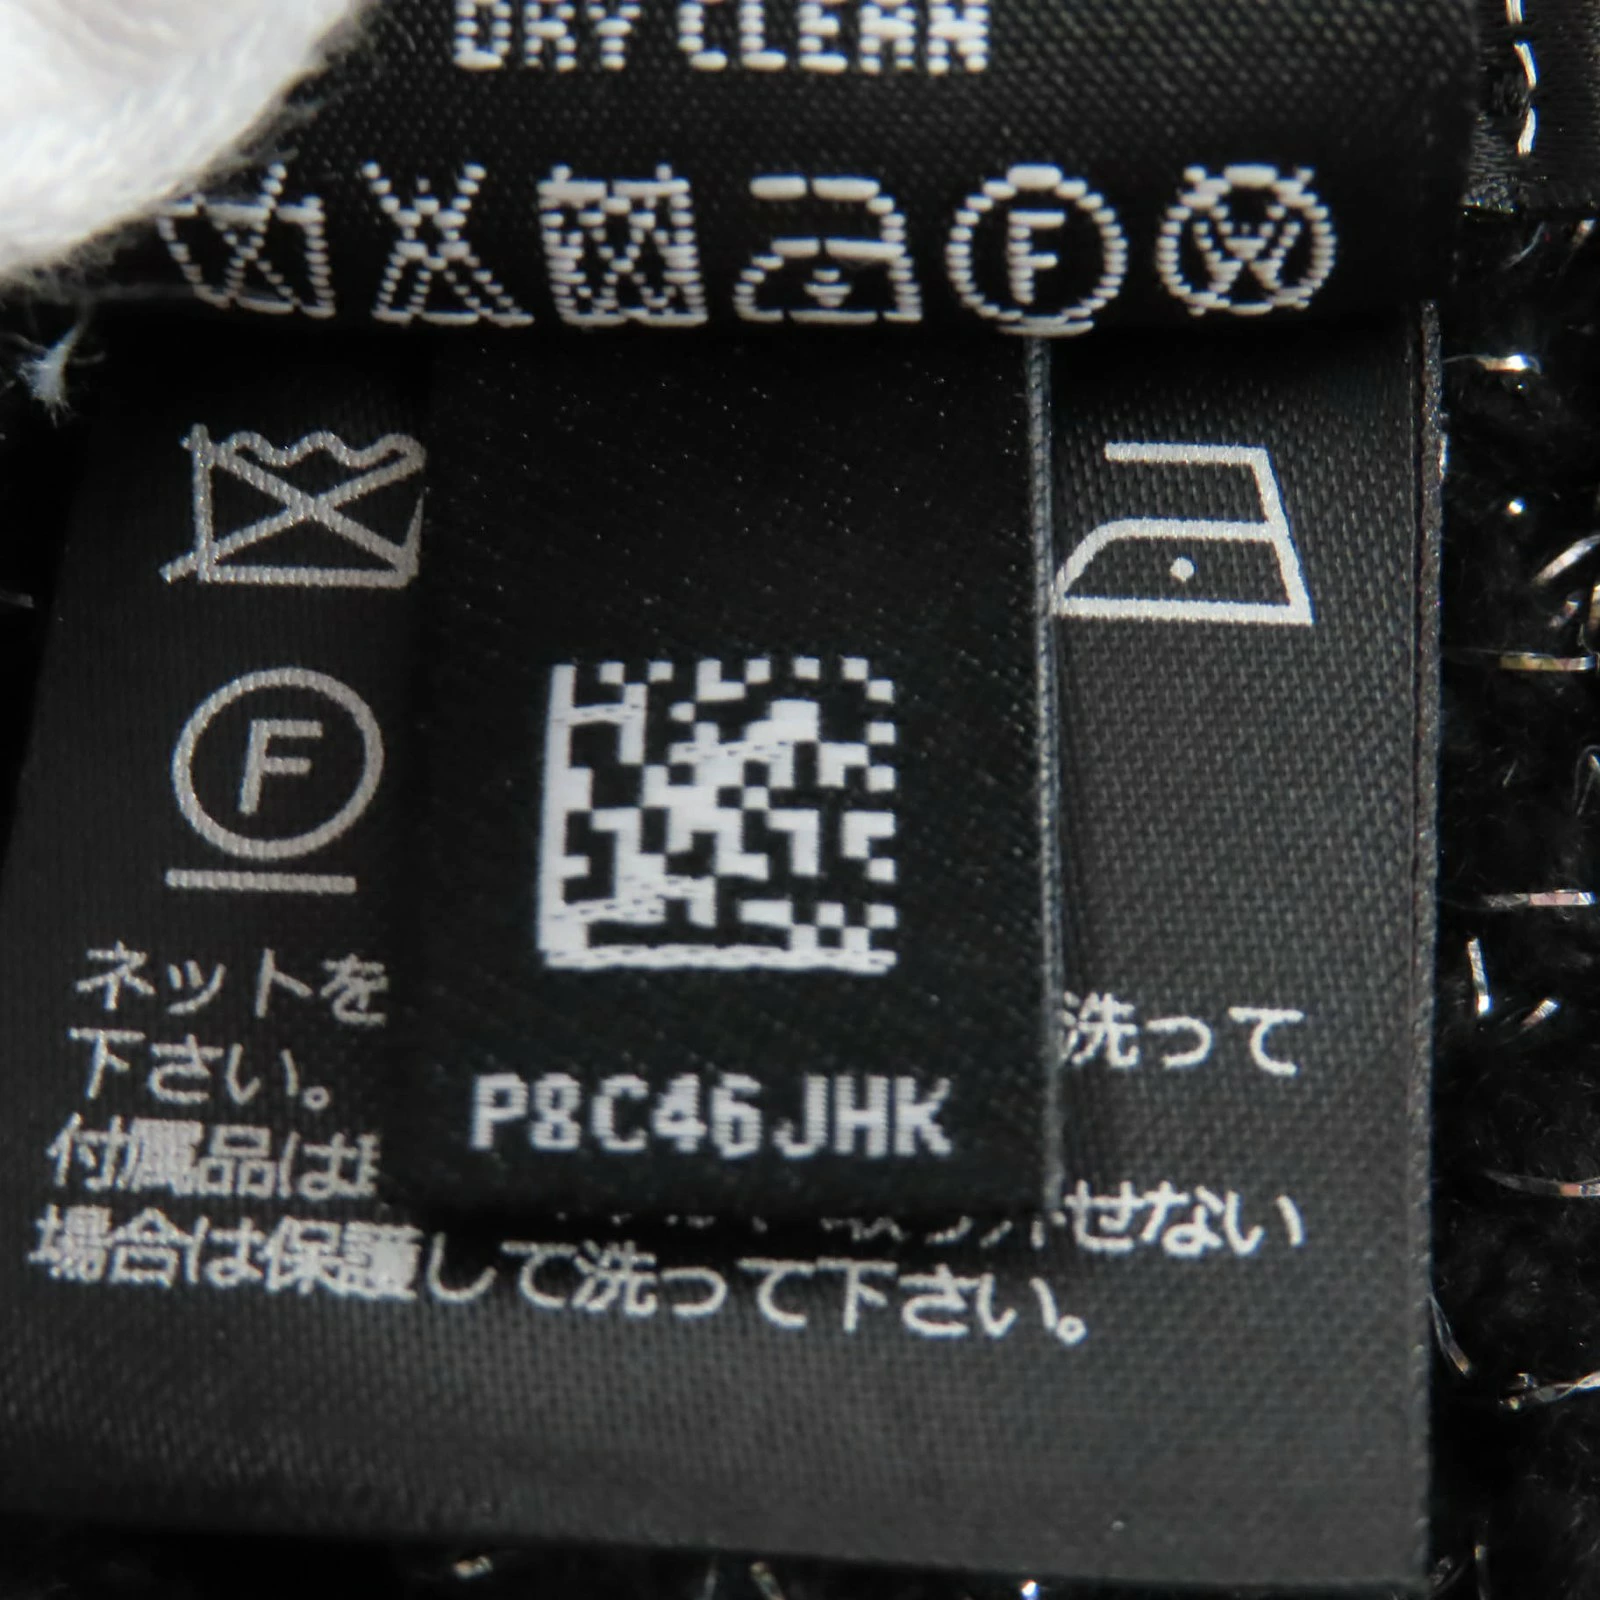 DRY CLEAN
F W
F
ネットを
洗って
下さい。
P8C46JHK
付属品は
せない
場合は保護して洗って下さい。